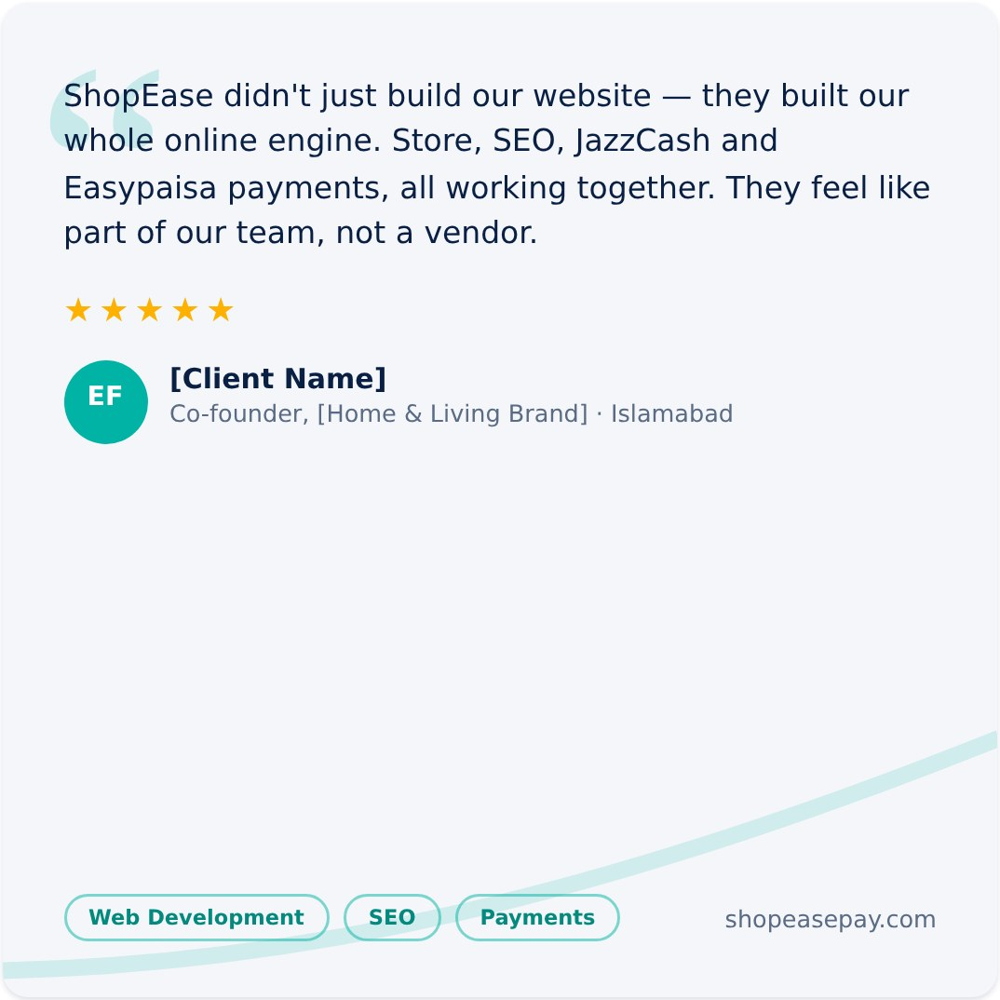 “
ShopEase didn't just build our website — they built our
whole online engine. Store, SEO, JazzCash and
Easypaisa payments, all working together. They feel like
part of our team, not a vendor.
★★★★★
EF
[Client Name]
Co-founder, [Home & Living Brand] · Islamabad
Web Development
SEO
Payments
shopeasepay.com